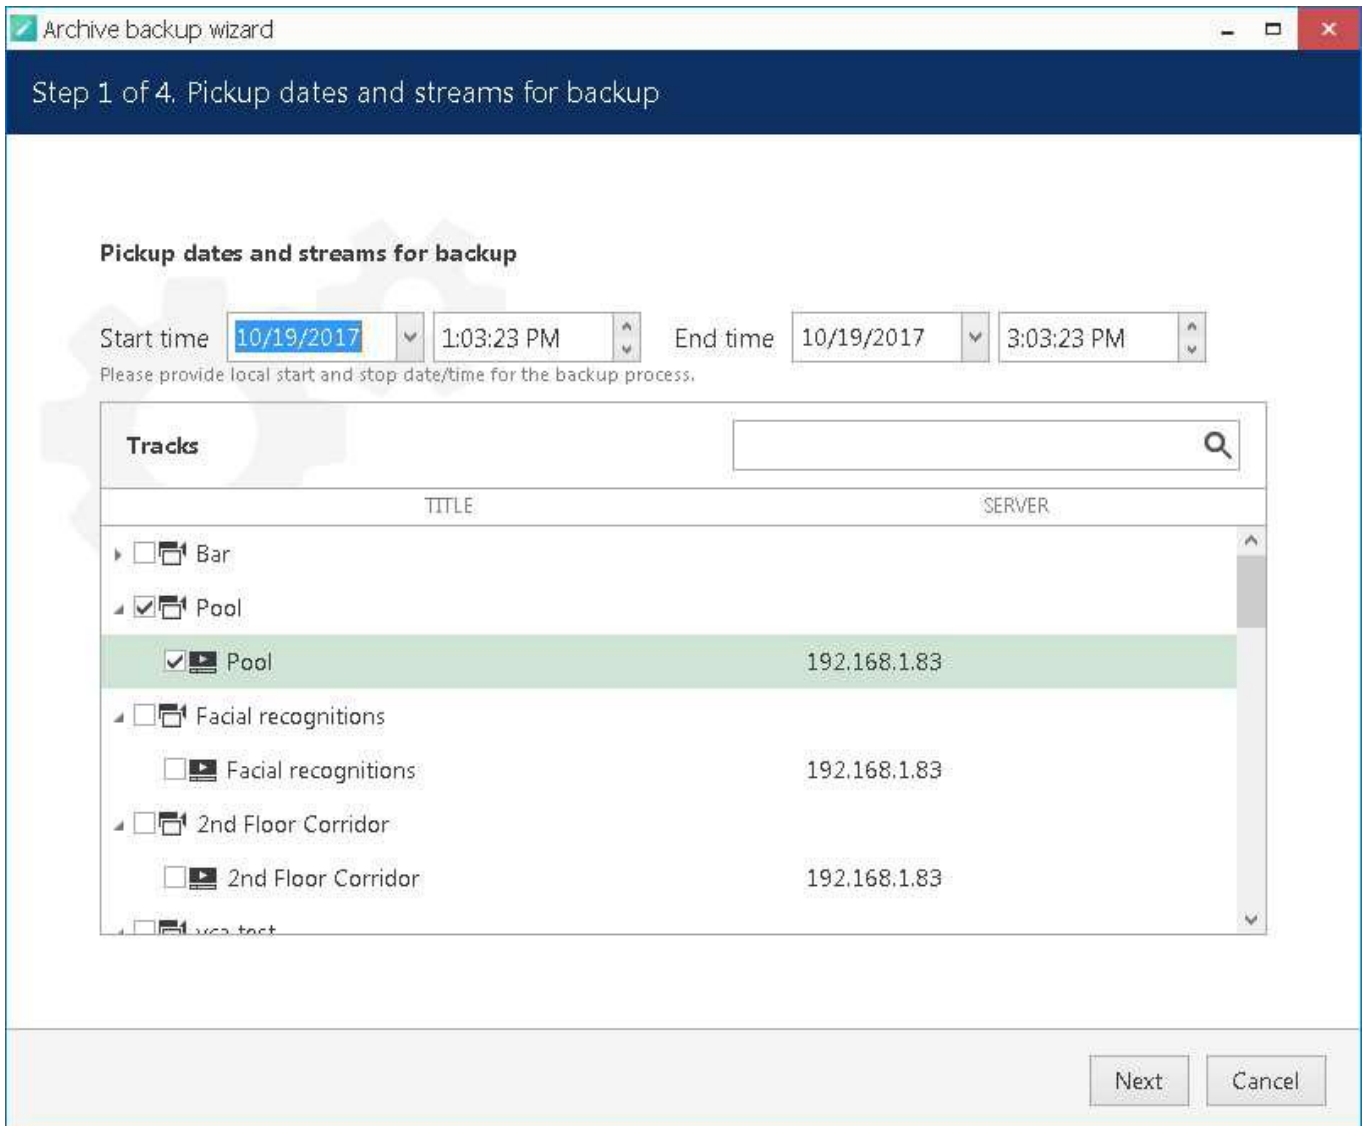 Archive backup wizard
Step 1 of 4. Pickup dates and streams for backup
Pickup dates and streams for backup
Start time 10/19/2017 1:03:23 PM End time 10/19/2017 3:03:23 PM
Please provide local start and stop date/time for the backup process.
Tracks
TITLE SERVER
Bar
Pool
Pool 192.168.1.83
Facial recognitions
Facial recognitions 192.168.1.83
2nd Floor Corridor
2nd Floor Corridor 192.168.1.83
vca test
Next Cancel